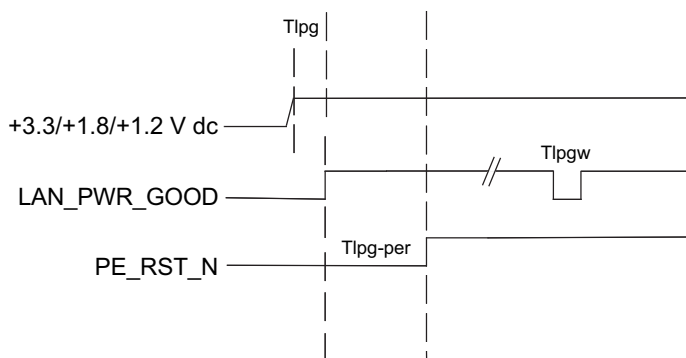 Tlpg
+3.3/+1.8/+1.2 V dc
Tlpgw
LAN_PWR_GOOD
Tlpg-per
PE_RST_N